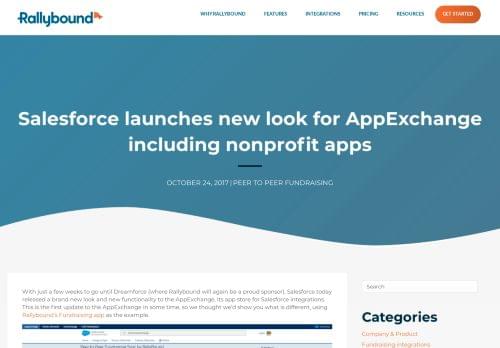 Rallybound
WHY RALLYBOUND FEATURES INTEGRATIONS PRICING RESOURCES GET STARTED
Salesforce launches new look for AppExchange
including nonprofit apps
OCTOBER 24, 2017 | PEER TO PEER FUNDRAISING
With just a few weeks to go until Dreamforce (where Rallybound will again be a proud sponsor), Salesforce today
released a brand new look and new functionality to the AppExchange, its app store for Salesforce integrations.
This is the first update to the AppExchange in some time, so we thought we'd show you what is different, using
Rallybound's Fundraising app as the example.
Search
Categories
Company & Product
Fundraising Integrations